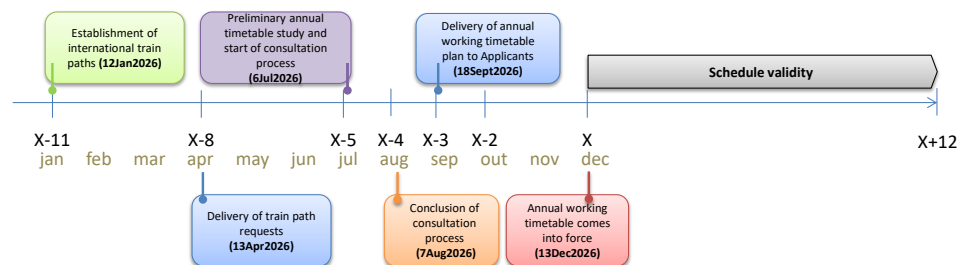 Establishment of
international train
paths (12Jan2026)
Preliminary annual
timetable study and
start of consultation
process
(6Jul2026)
Delivery of annual
working timetable
plan to Applicants
(18Sept2026)
Schedule validity
X-11
X-8
X-5
X-4
X-3
X-2
X
X+12
jan
feb
mar
apr
may
jun
jul
aug
sep
out
nov
dec
Delivery of train path
requests
(13Apr2026)
Conclusion of
consultation
process
(7Aug2026)
Annual working
timetable comes
into force
(13Dec2026)